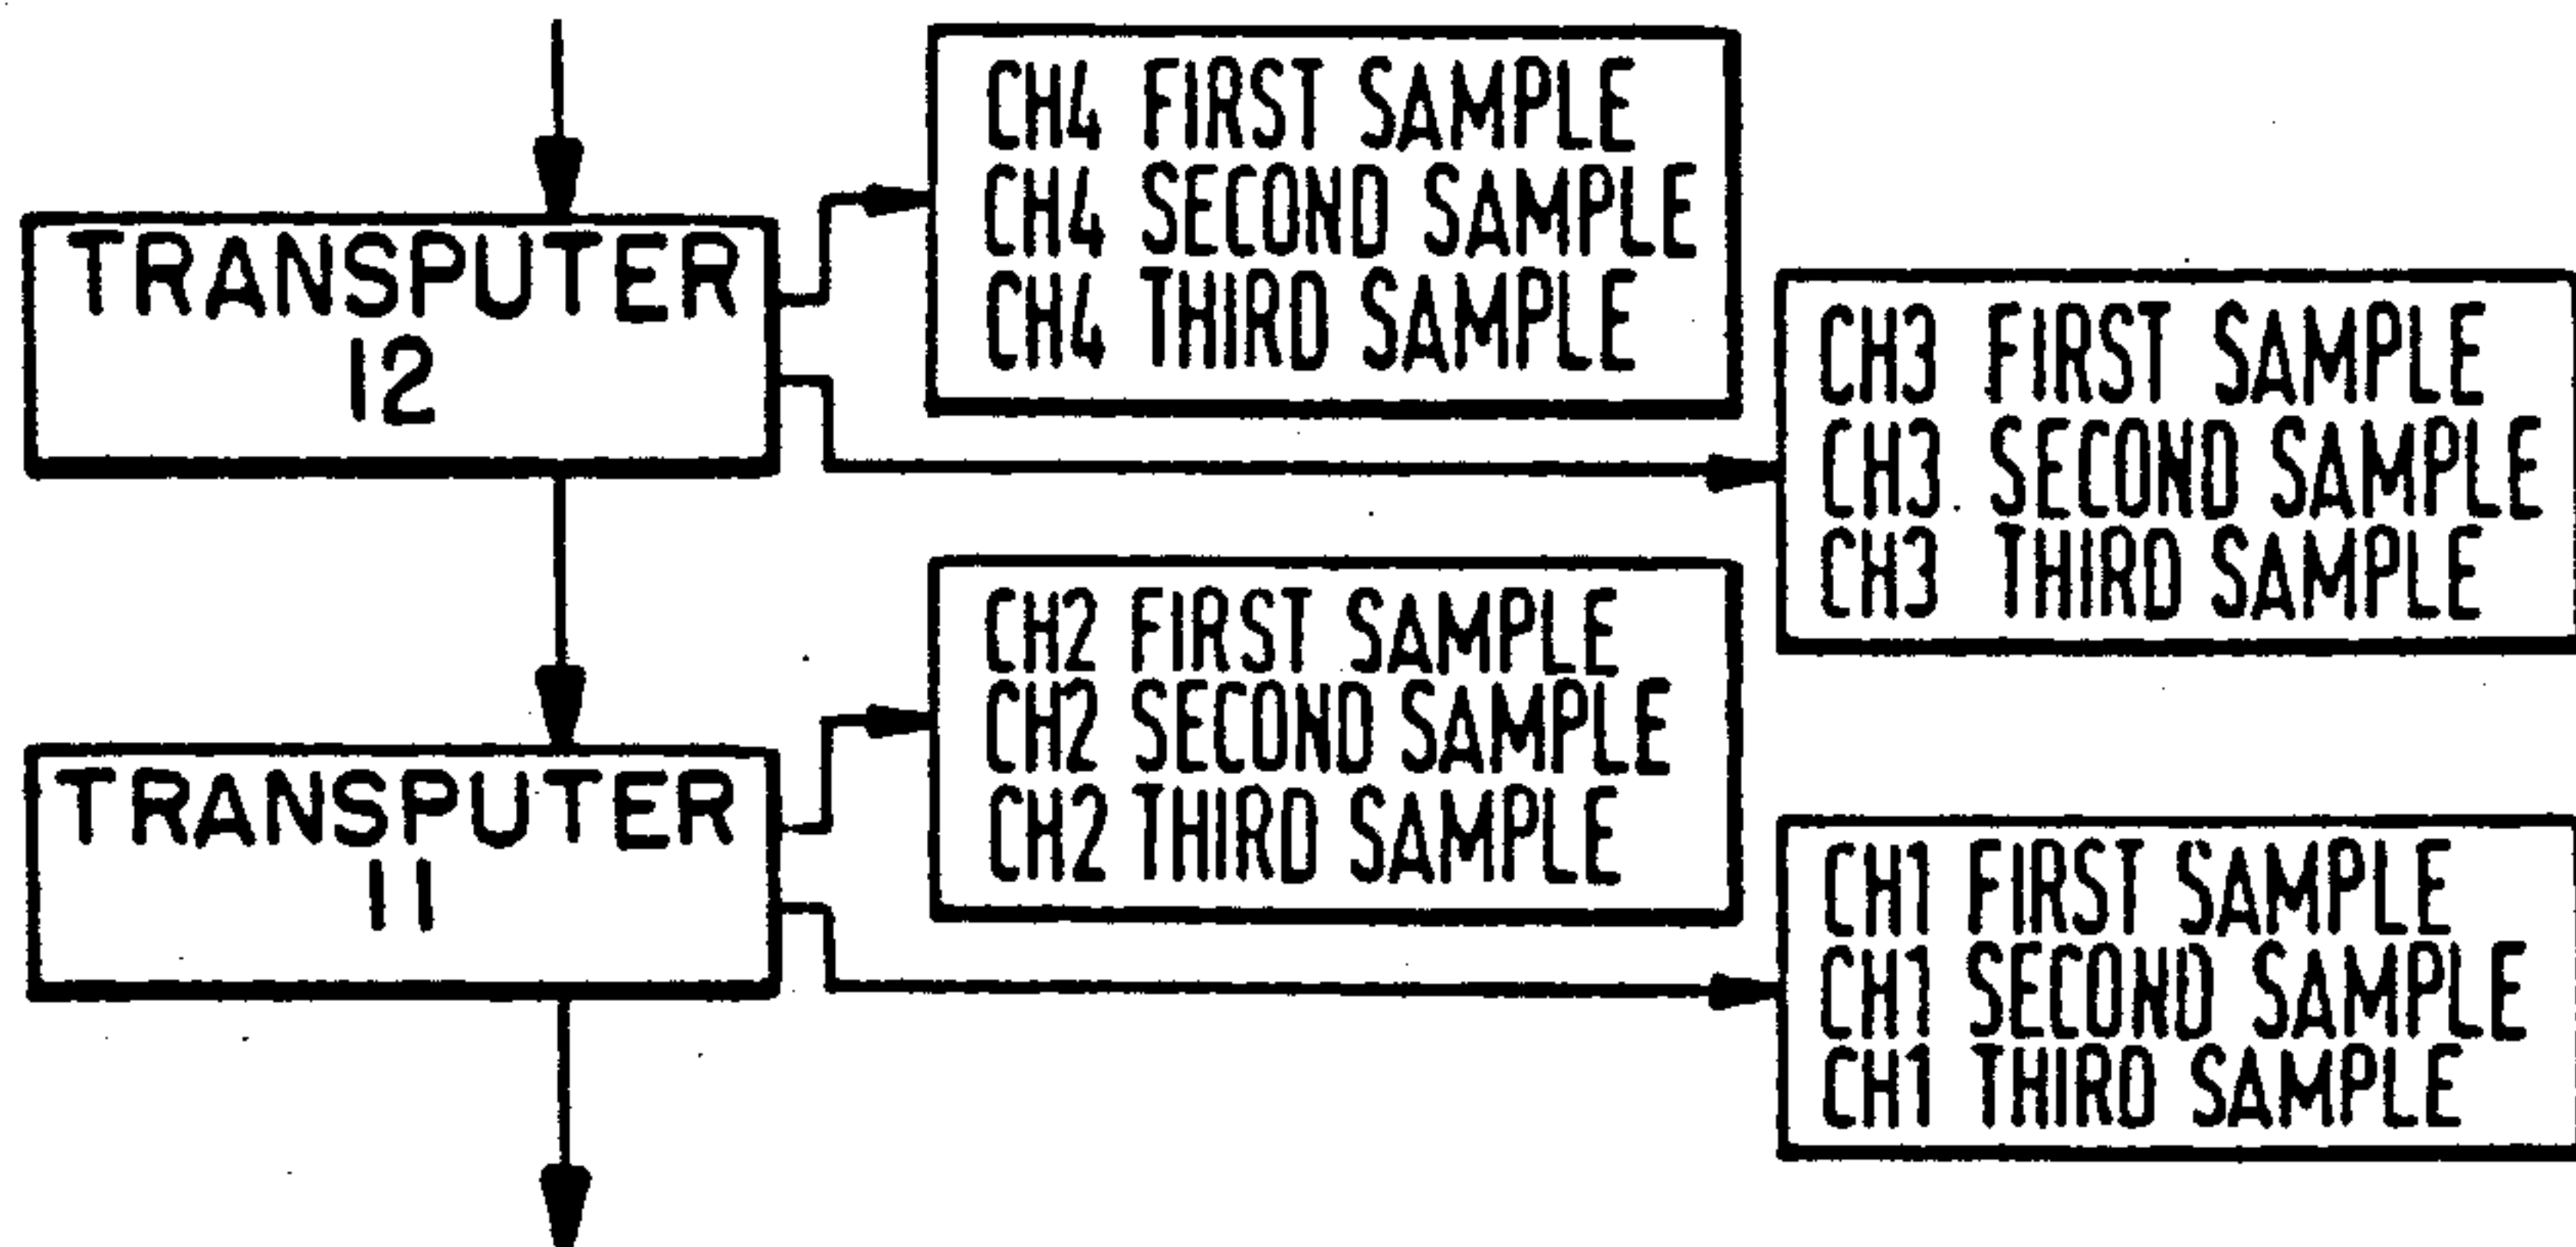 TRANSPUTER
12
CH4 FIRST SAMPLE
CH4 SECOND SAMPLE
CH4 THIRD SAMPLE
CH3 FIRST SAMPLE
CH3 SECOND SAMPLE
CH3 THIRD SAMPLE
TRANSPUTER
11
CH2 FIRST SAMPLE
CH2 SECOND SAMPLE
CH2 THIRD SAMPLE
CH1 FIRST SAMPLE
CH1 SECOND SAMPLE
CH1 THIRD SAMPLE